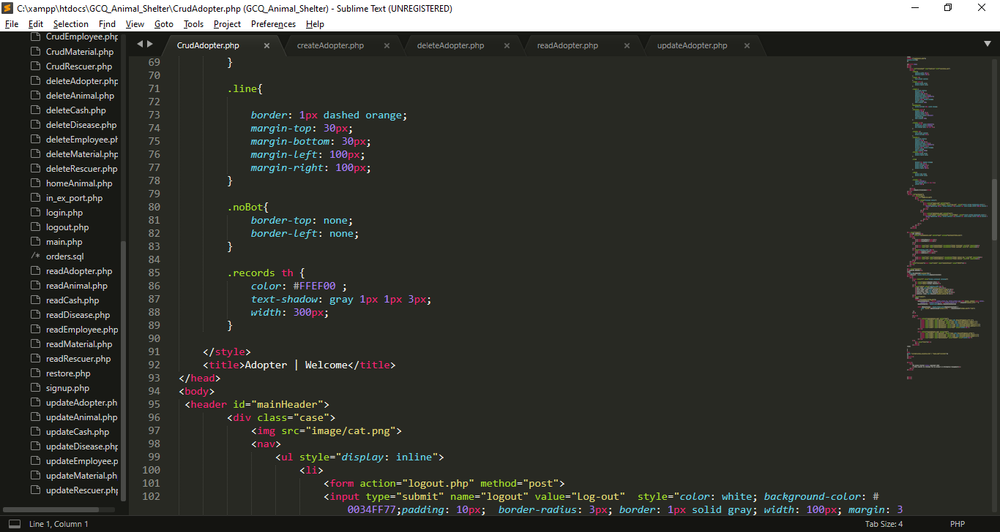 C:\xampp\htdocs\GCQ_Animal_Shelter\CrudAdopter.php (GCQ_Animal_Shelter) - Sublime Text (UNREGISTERED)
File Edit Selection Find View Goto Tools Project Preferences Help
CrudEmployee.php
CrudMaterial.php
CrudRescuer.php
deleteAdopter.php
deleteAnimal.php
deleteCash.php
deleteDisease.php
deleteEmployee.ph
deleteMaterial.php
deleteRescuer.php
homeAnimal.php
in_ex_port.php
login.php
logout.php
main.php
/* orders.sql
readAdopter.php
readAnimal.php
readCash.php
readDisease.php
readEmployee.php
readMaterial.php
readRescuer.php
restore.php
signup.php
updateAdopter.ph
updateAnimal.php
updateCash.php
updateDisease.php
updateEmployee.p
updateMaterial.ph
updateRescuer.php
CrudAdopter.php × createAdopter.php × deleteAdopter.php × readAdopter.php × updateAdopter.php ×
69 }
70
71 .line{
72
73 border: 1px dashed orange;
74 margin-top: 30px;
75 margin-bottom: 30px;
76 margin-left: 100px;
77 margin-right: 100px;
78 }
79
80 .noBot{
81 border-top: none;
82 border-left: none;
83 }
84
85 .records th {
86 color: #FFEF00 ;
87 text-shadow: gray 1px 1px 3px;
88 width: 300px;
89 }
90
91 </style>
92 <title>Adopter | Welcome</title>
93 </head>
94 <body>
95 <header id="mainHeader">
96 <div class="case">
97 <img src="image/cat.png">
98 <nav>
99 <ul style="display: inline">
100 <li>
101 <form action="logout.php" method="post">
102 <input type="submit" name="logout" value="Log-out" style="color: white; background-color: #
0034FF77;padding: 10px; border-radius: 3px; border: 1px solid gray; width: 100px; margin: 3
Line 1, Column 1
Tab Size: 4
PHP